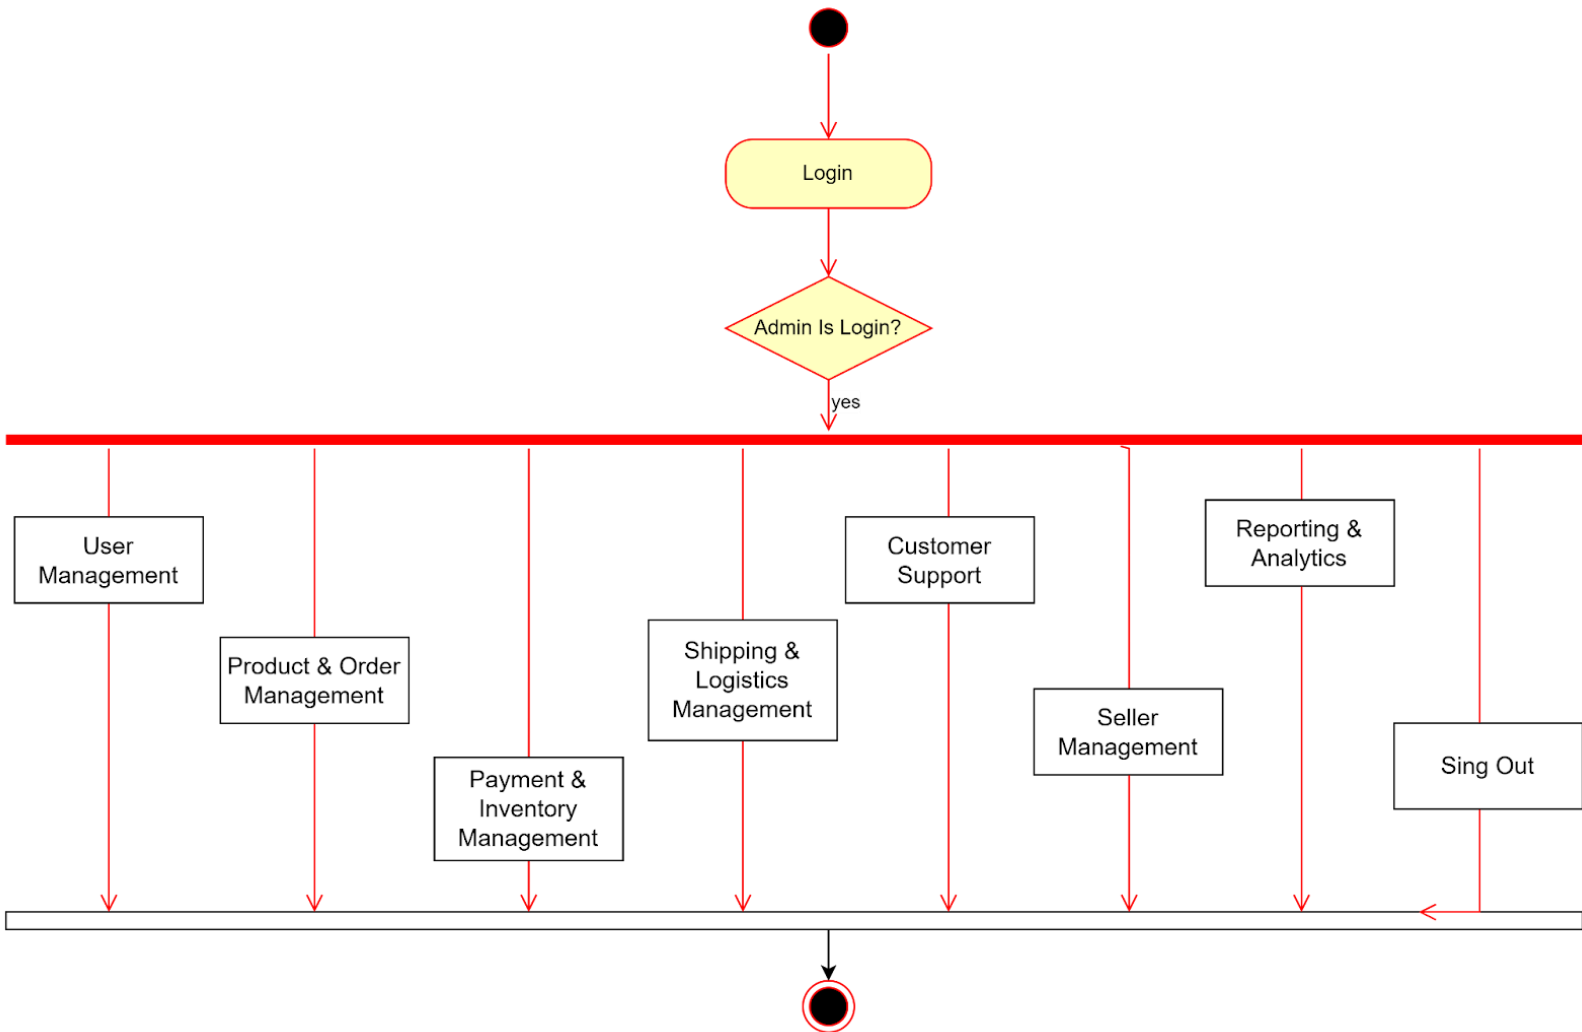 Login
Admin Is Login?
yes
User
Management
Product & Order
Management
Payment &
Inventory
Management
Shipping &
Logistics
Management
Customer
Support
Seller
Management
Reporting &
Analytics
Sing Out